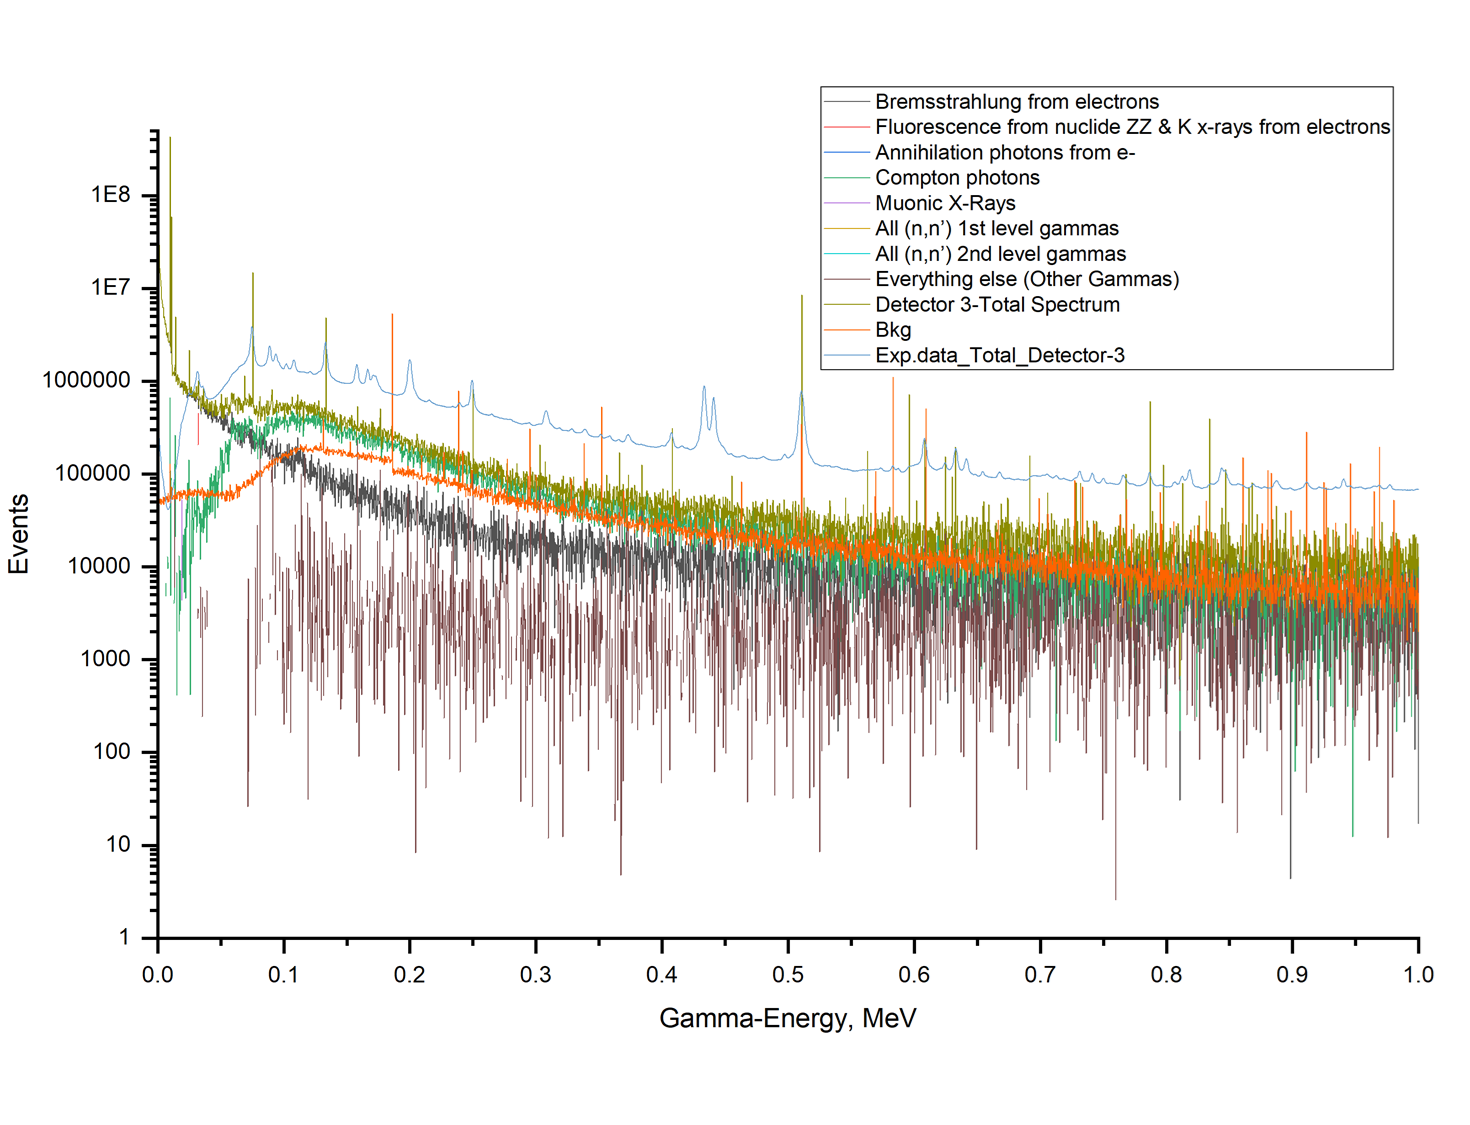 Bremsstrahlung from electrons
Fluorescence from nuclide ZZ & K x-rays from electrons
Annihilation photons from e-
Compton photons
Muonic X-Rays
All (n,n’) 1st level gammas
All (n,n’) 2nd level gammas
Everything else (Other Gammas)
Detector 3-Total Spectrum
Bkg
Exp.data_Total_Detector-3
1E8
1E7
1000000
100000
10000
1000
100
10
1
Events
0.0 0.1 0.2 0.3 0.4 0.5 0.6 0.7 0.8 0.9 1.0
Gamma-Energy, MeV